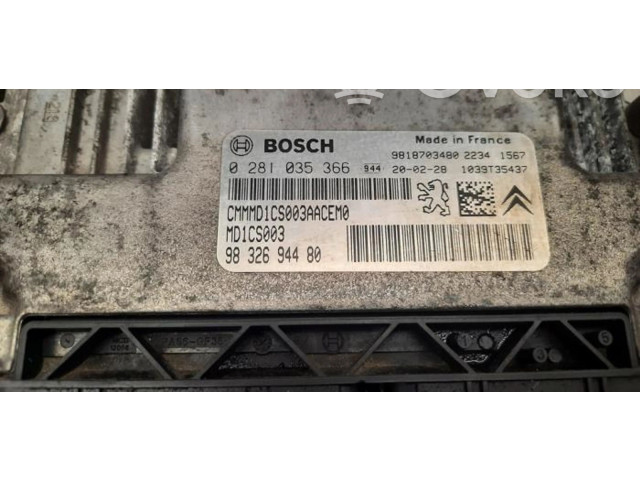 BOSCH
Made in France
0 281 035 366 944
9818703480 2234 1567
20-02-28 1039T35437
CMMMD1CS003AACEM0
MD1CS003
98 326 944 80